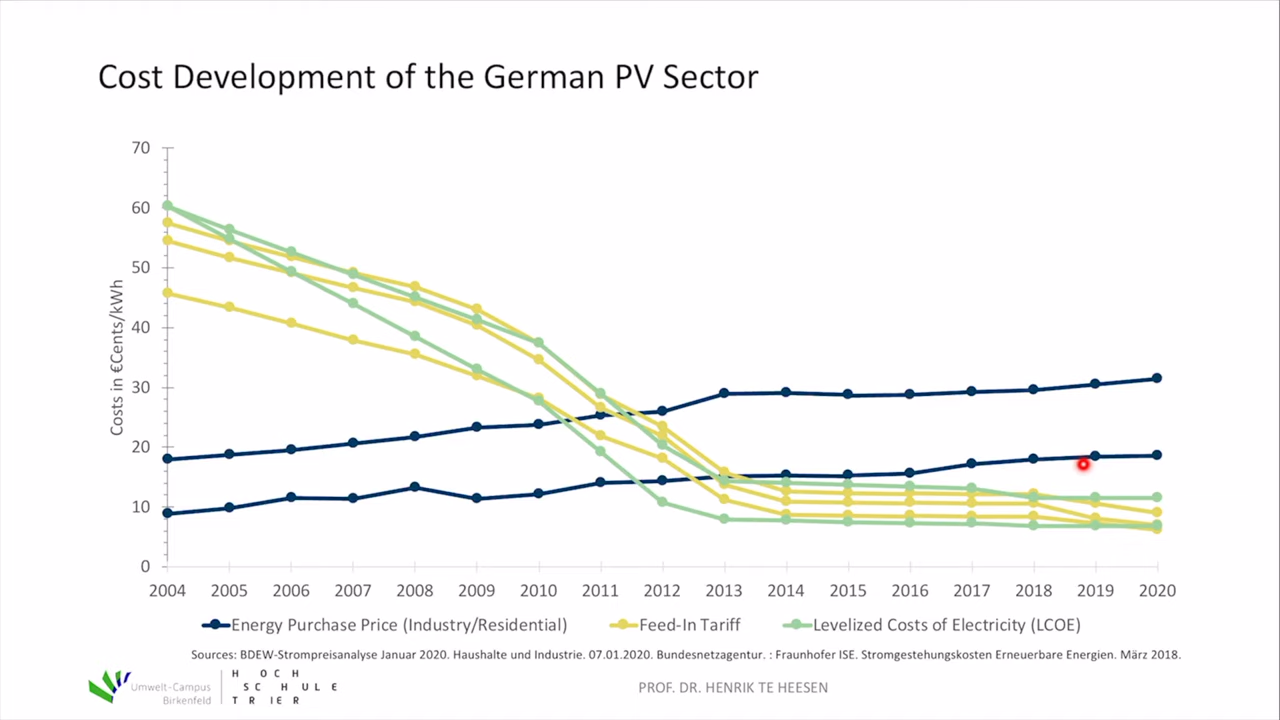 Cost Development of the German PV Sector
70
60
50
40
30
20
10
0
Costs in €Cents/kWh
2004 2005 2006 2007 2008 2009 2010 2011 2012 2013 2014 2015 2016 2017 2018 2019 2020
Energy Purchase Price (Industry/Residential) Feed-In Tariff Levelized Costs of Electricity (LCOE)
Sources: BDEW-Strompreisanalyse Januar 2020. Haushalte und Industrie. 07.01.2020. Bundesnetzagentur. : Fraunhofer ISE. Stromgestehungskosten Erneuerbare Energien. März 2018.
Umwelt-Campus
Birkenfeld
H O C H
S C H U L E
T R I E R
PROF. DR. HENRIK TE HEESEN